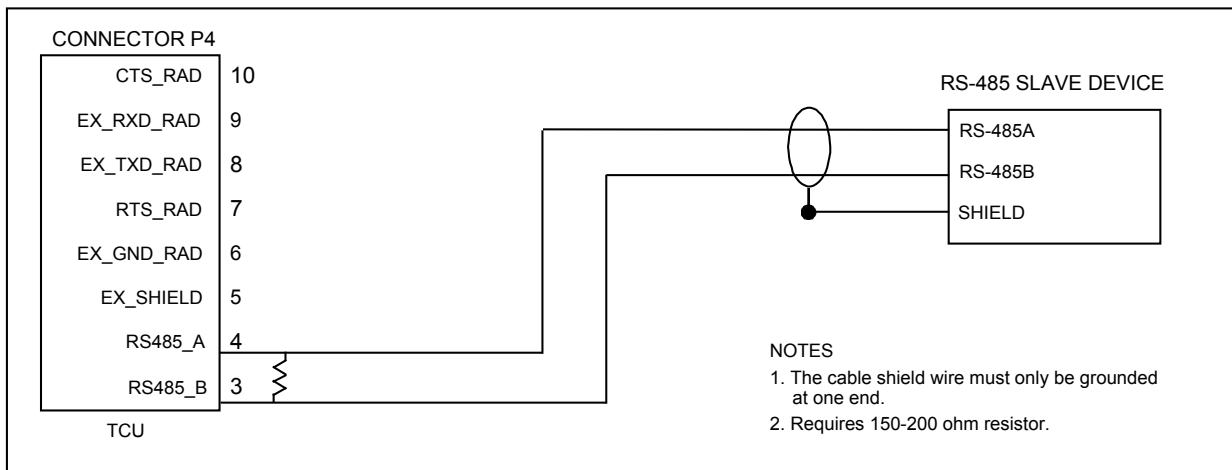 CONNECTOR P4
CTS_RAD 10
EX_RXD_RAD 9
EX_TXD_RAD 8
RTS_RAD 7
EX_GND_RAD 6
EX_SHIELD 5
RS485_A 4
RS485_B 3
TCU
RS-485 SLAVE DEVICE
RS-485A
RS-485B
SHIELD
NOTES
1. The cable shield wire must only be grounded
at one end.
2. Requires 150-200 ohm resistor.